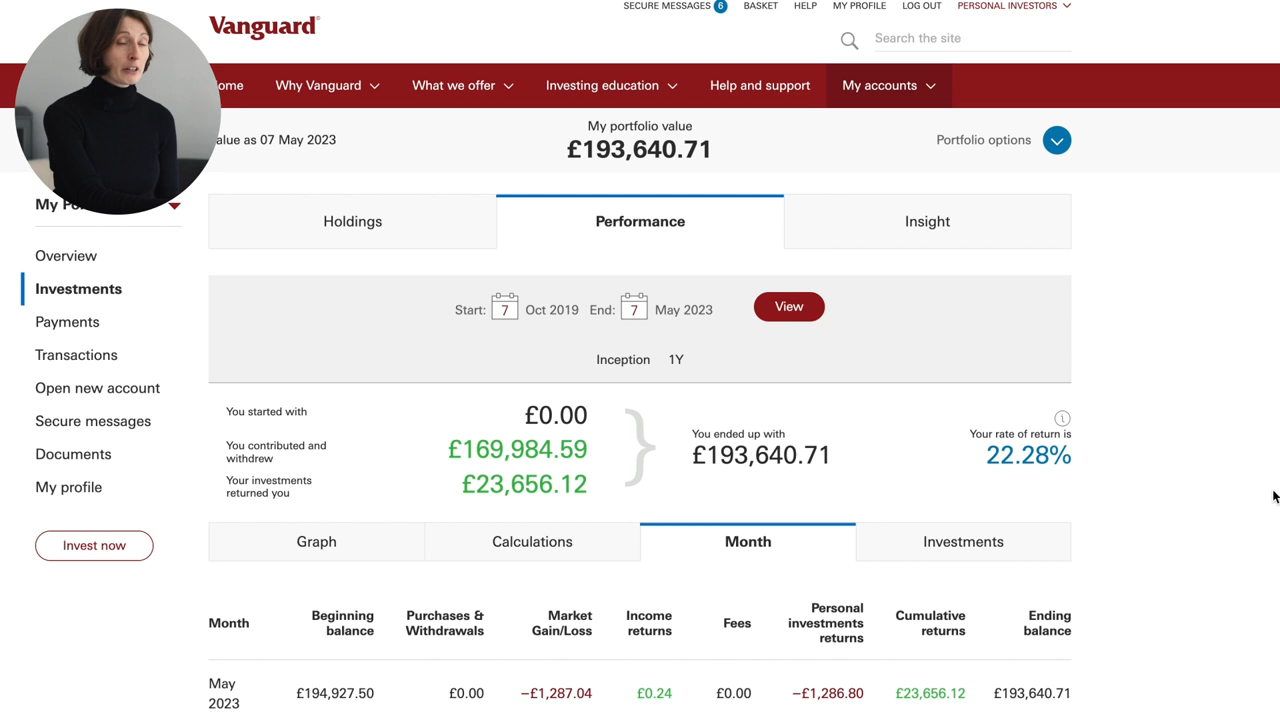 SECURE MESSAGES 6 BASKET HELP MY PROFILE LOG OUT PERSONAL INVESTORS
Vanguard
Search the site
ome Why Vanguard What we offer Investing education Help and support My accounts
alue as 07 May 2023
My portfolio value
£193,640.71
Portfolio options
My Po
Overview
Investments
Payments
Transactions
Open new account
Secure messages
Documents
My profile
Invest now
Holdings Performance Insight
Start: 7 Oct 2019 End: 7 May 2023 View
Inception 1Y
You started with £0.00
You contributed and
withdrew
£169,984.59
Your investments
returned you
£23,656.12
You ended up with
£193,640.71
Your rate of return is
22.28%
Graph Calculations Month Investments
Month
Beginning
balance
Purchases &
Withdrawals
Market
Gain/Loss
Income
returns
Fees
Personal
investments
returns
Cumulative
returns
Ending
balance
May
2023
£194,927.50 £0.00 −£1,287.04 £0.24 £0.00 −£1,286.80 £23,656.12 £193,640.71